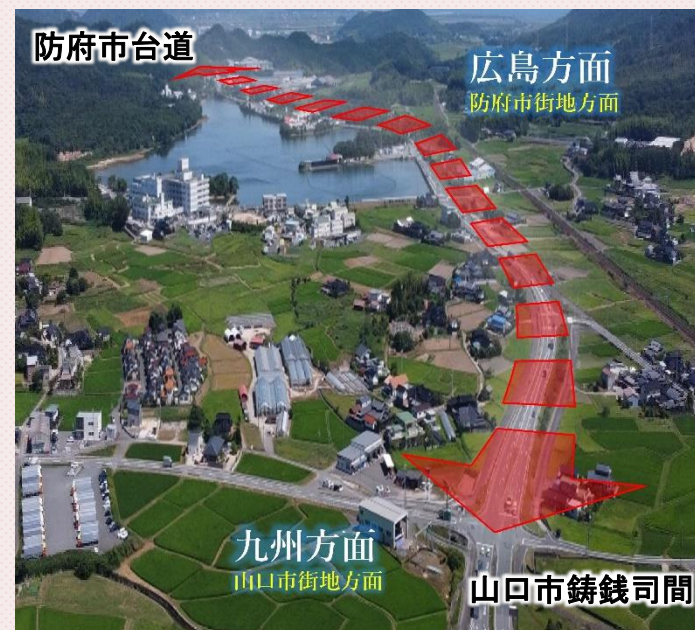 防府市台道
広島方面
防府市街地方面
九州方面
山口市街地方面
山口市鋳銭司間